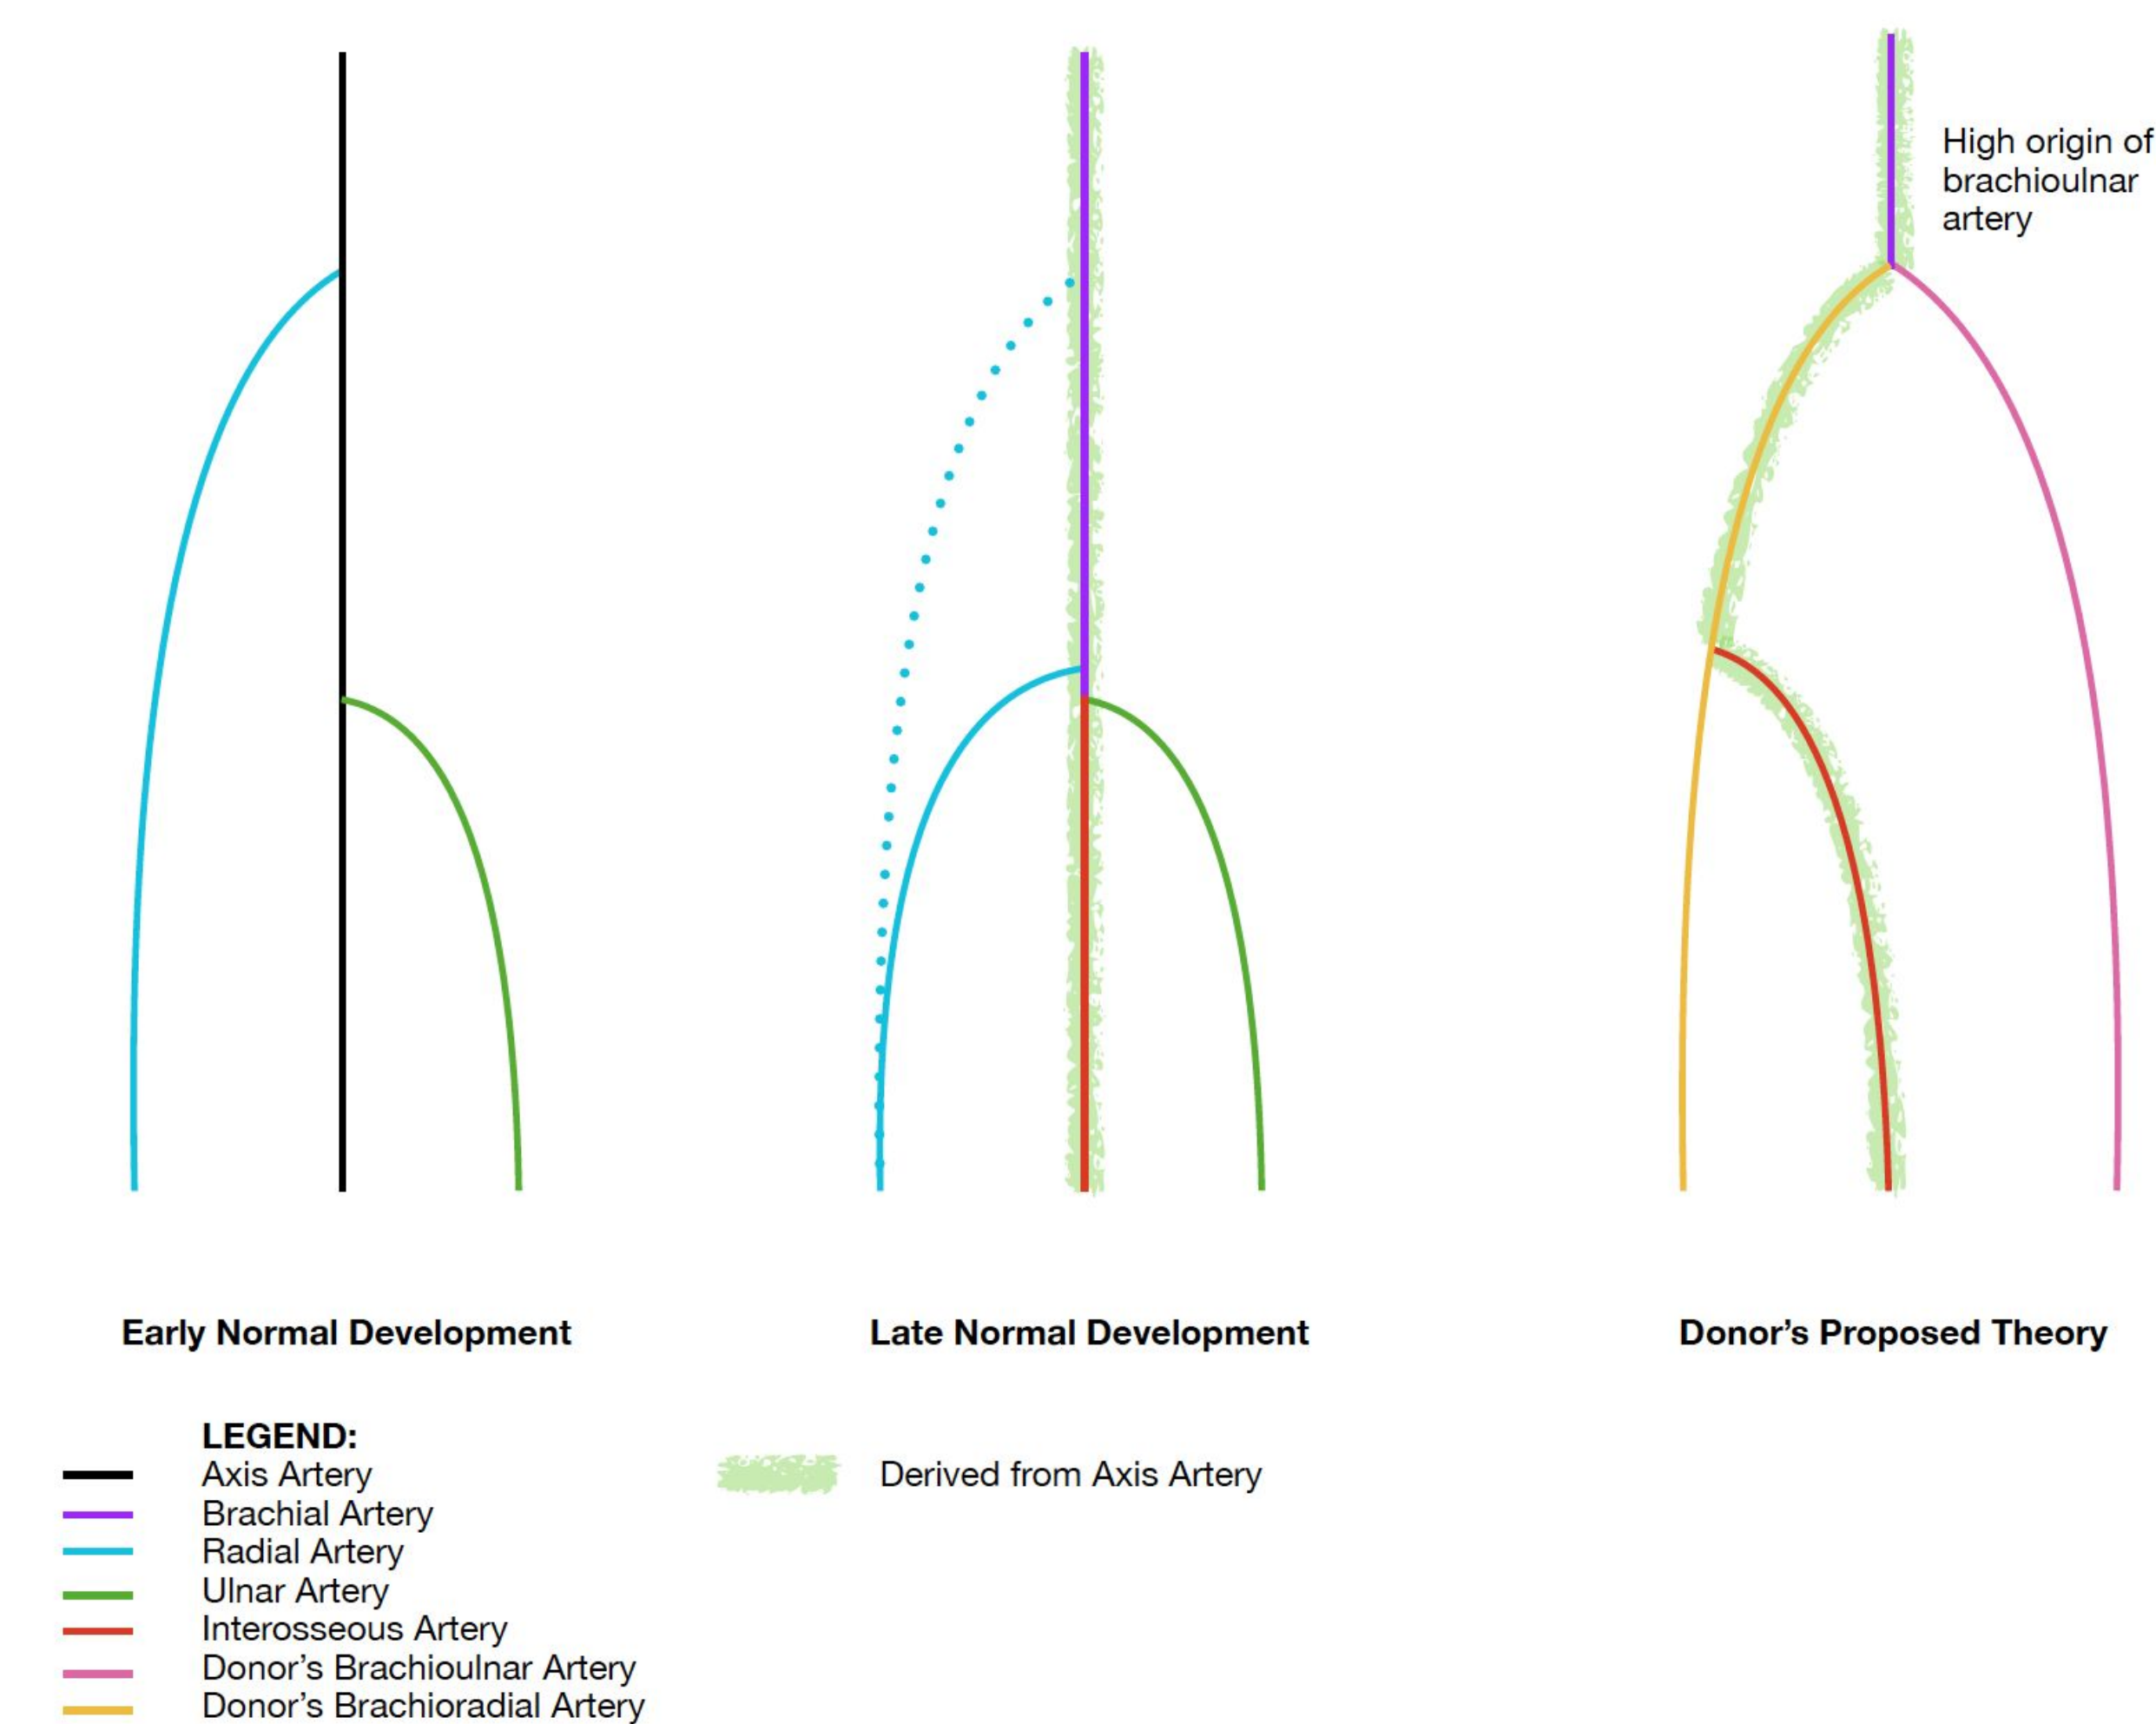 High origin of
brachioulnar
artery
Early Normal Development
Late Normal Development
Donor’s Proposed Theory
LEGEND:
Axis Artery
Brachial Artery
Radial Artery
Ulnar Artery
Interosseous Artery
Donor’s Brachioulnar Artery
Donor’s Brachioradial Artery
Derived from Axis Artery